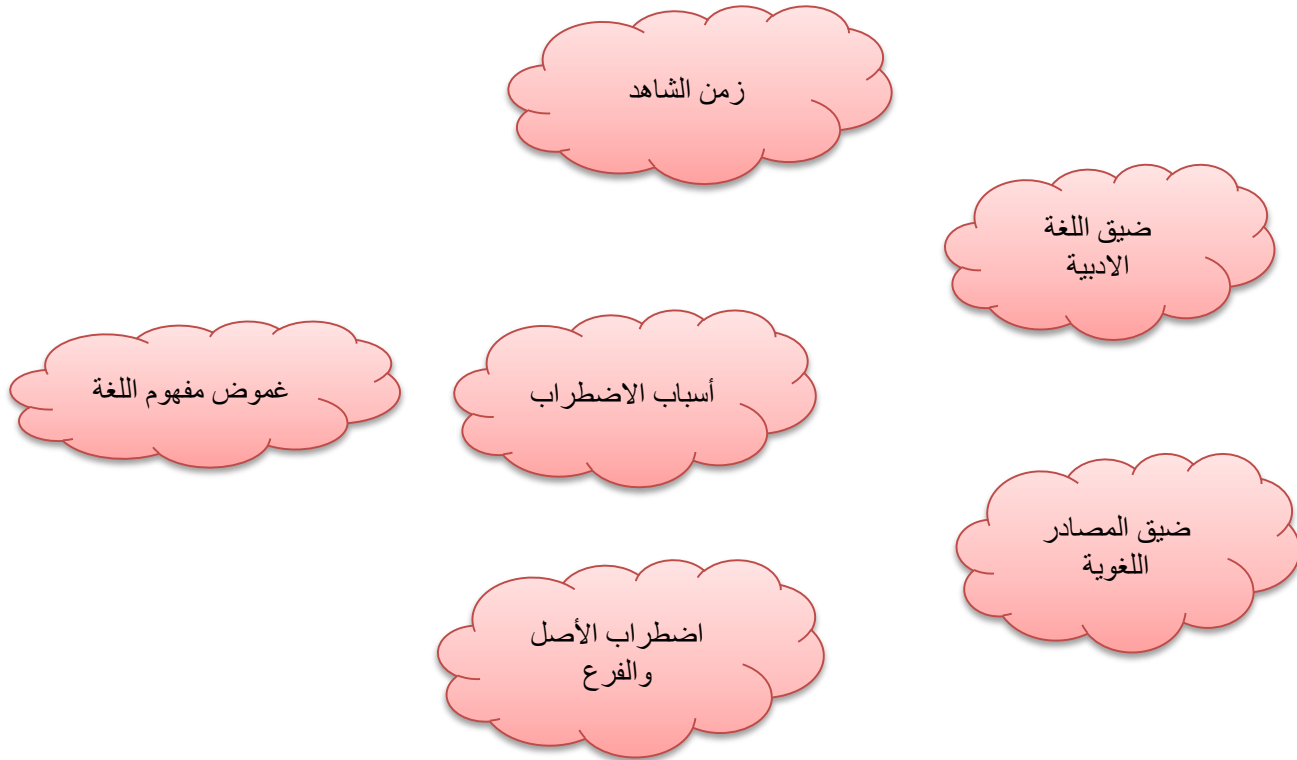 زمن الشاهد
ضيق اللغة
الادبية
أسباب الاضطراب
غموض مفهوم اللغة
ضيق المصادر
اللغوية
اضطراب الأصل
والفرع